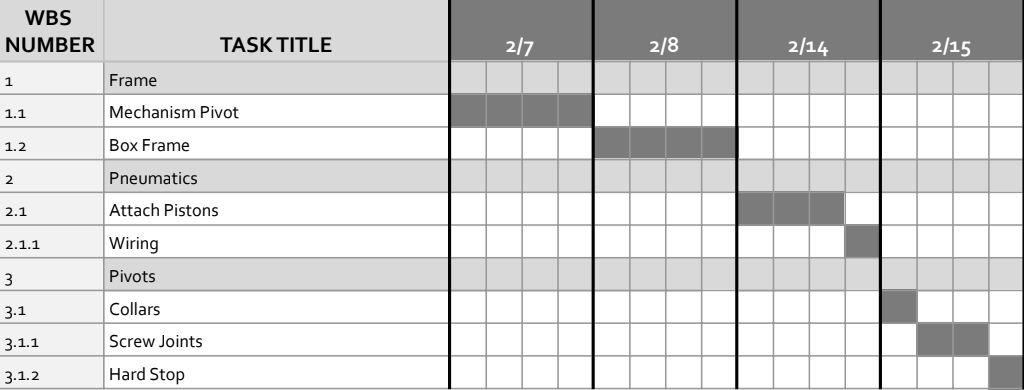 WBS NUMBER TASK TITLE 2/7 2/8 2/14 2/15
1 Frame
1.1 Mechanism Pivot
1.2 Box Frame
2 Pneumatics
2.1 Attach Pistons
2.1.1 Wiring
3 Pivots
3.1 Collars
3.1.1 Screw Joints
3.1.2 Hard Stop